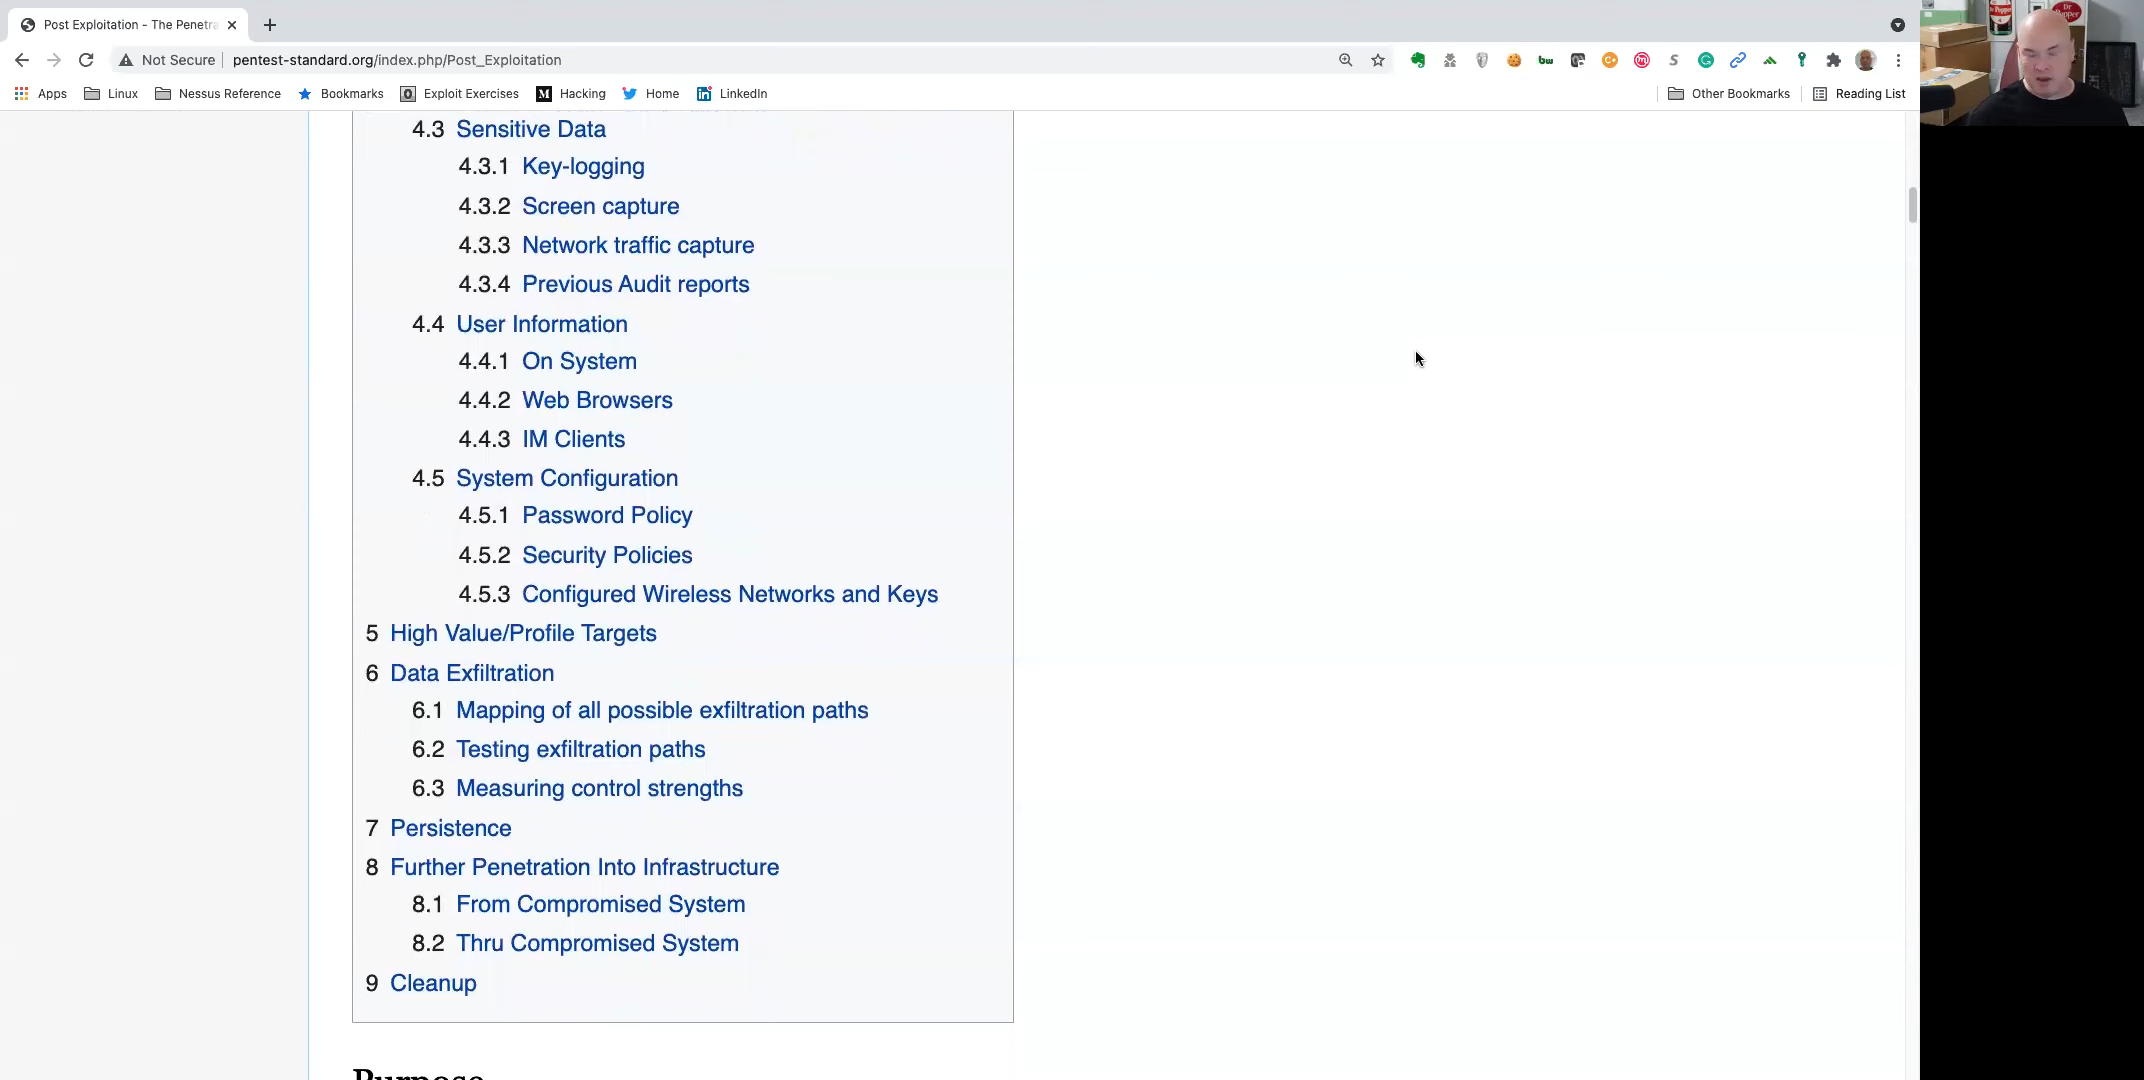 Post Exploitation - The Penetra
Not Secure
pentest-standard.org/index.php/Post_Exploitation
Apps
Linux
Nessus Reference
Bookmarks
Exploit Exercises
Hacking
Home
LinkedIn
Other Bookmarks
Reading List
4.3 Sensitive Data
4.3.1 Key-logging
4.3.2 Screen capture
4.3.3 Network traffic capture
4.3.4 Previous Audit reports
4.4 User Information
4.4.1 On System
4.4.2 Web Browsers
4.4.3 IM Clients
4.5 System Configuration
4.5.1 Password Policy
4.5.2 Security Policies
4.5.3 Configured Wireless Networks and Keys
5 High Value/Profile Targets
6 Data Exfiltration
6.1 Mapping of all possible exfiltration paths
6.2 Testing exfiltration paths
6.3 Measuring control strengths
7 Persistence
8 Further Penetration Into Infrastructure
8.1 From Compromised System
8.2 Thru Compromised System
9 Cleanup
Purpose
Dr Pepper